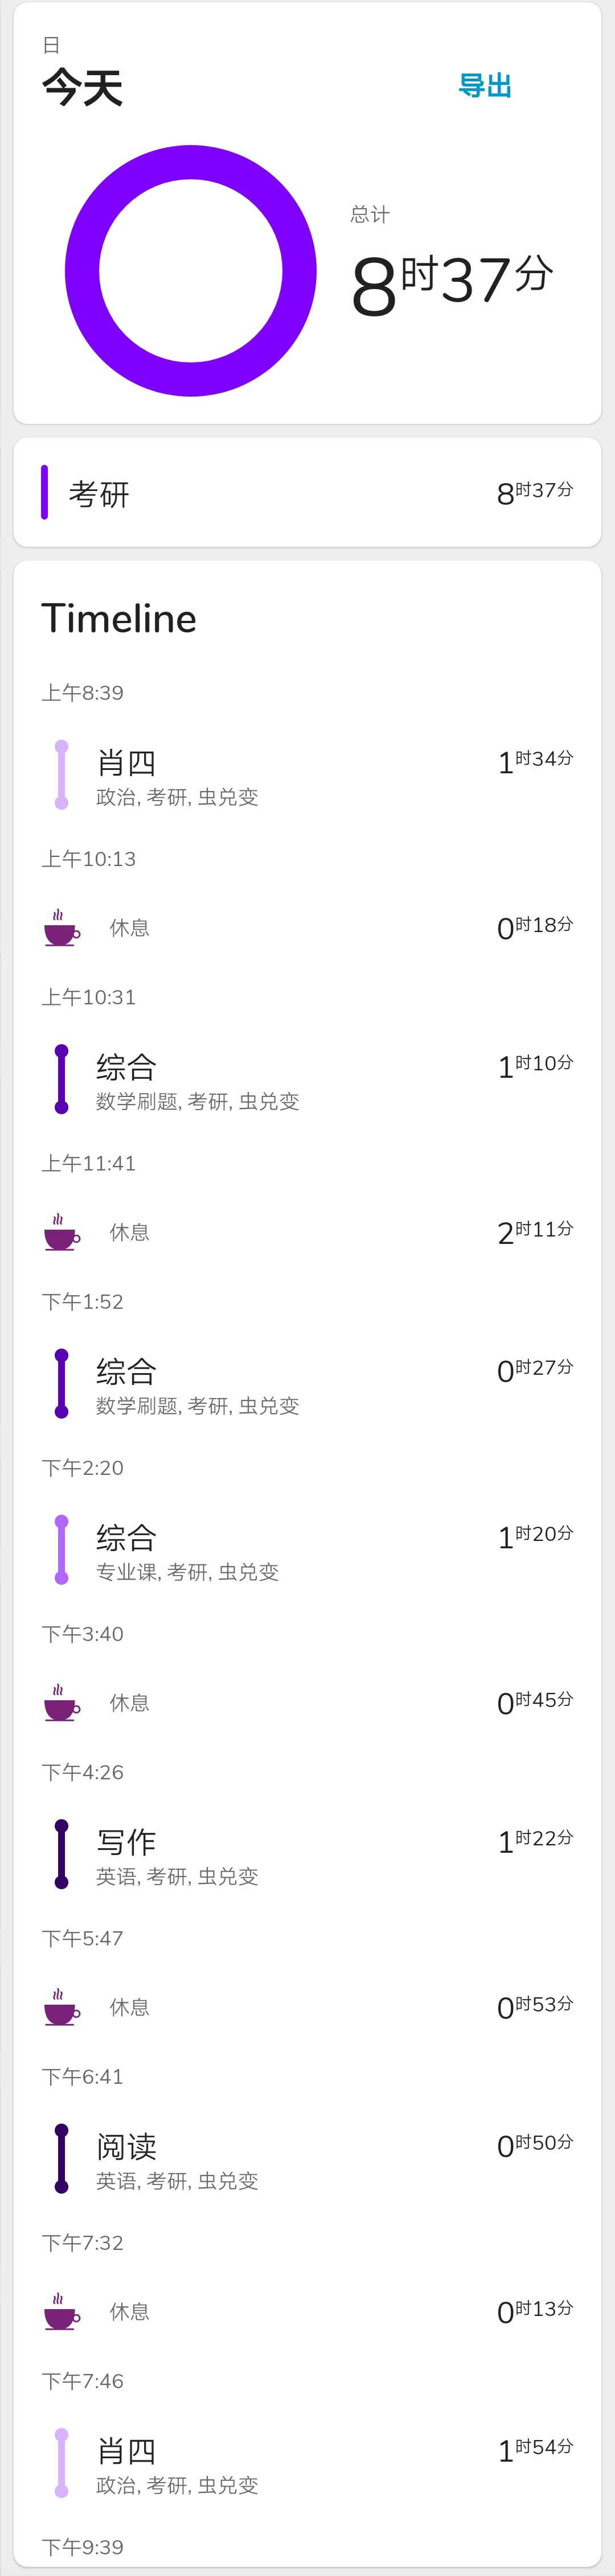 日
今天
导出
总计
8时37分
考研
8时37分
Timeline
上午8:39
肖四
1时34分
政治, 考研, 虫兑变
上午10:13
休息
0时18分
上午10:31
综合
1时10分
数学刷题, 考研, 虫兑变
上午11:41
休息
2时11分
下午1:52
综合
0时27分
数学刷题, 考研, 虫兑变
下午2:20
综合
1时20分
专业课, 考研, 虫兑变
下午3:40
休息
0时45分
下午4:26
写作
1时22分
英语, 考研, 虫兑变
下午5:47
休息
0时53分
下午6:41
阅读
0时50分
英语, 考研, 虫兑变
下午7:32
休息
0时13分
下午7:46
肖四
1时54分
政治, 考研, 虫兑变
下午9:39